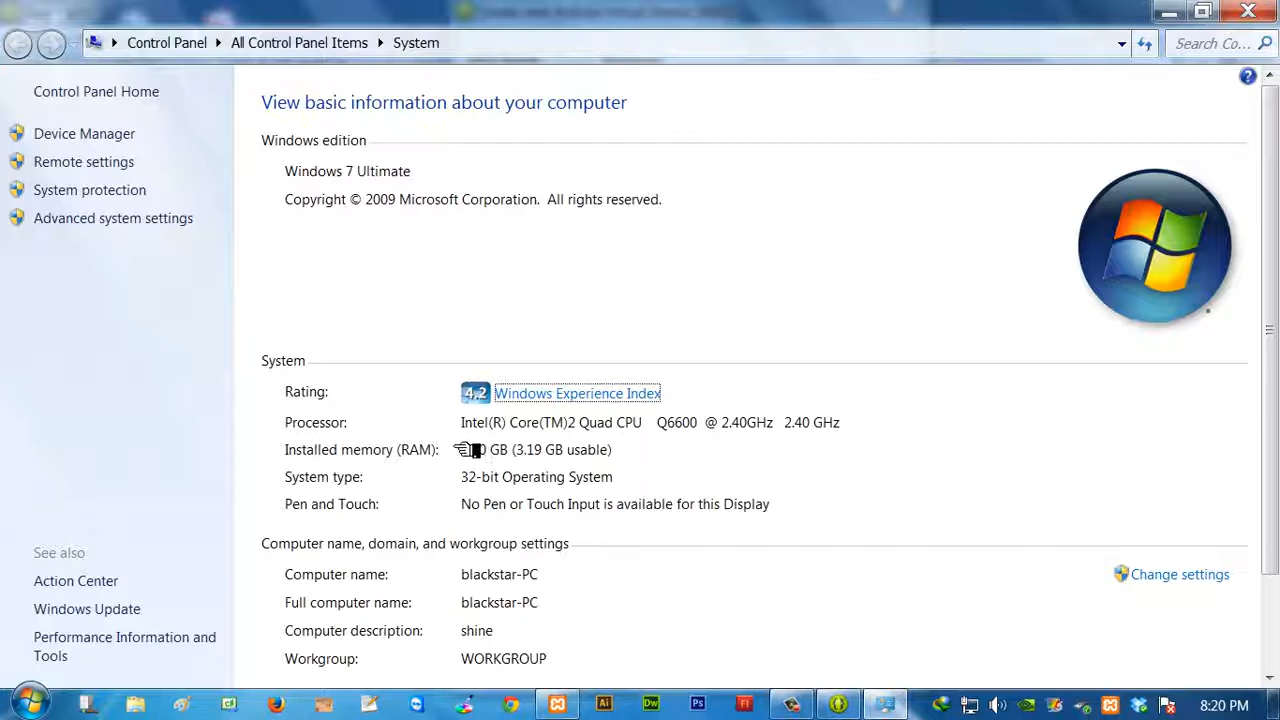 Control Panel All Control Panel Items System
Search Co...
Control Panel Home
Device Manager
Remote settings
System protection
Advanced system settings
See also
Action Center
Windows Update
Performance Information and
Tools
View basic information about your computer
Windows edition
Windows 7 Ultimate
Copyright © 2009 Microsoft Corporation. All rights reserved.
System
Rating: 4.2 Windows Experience Index
Processor: Intel(R) Core(TM)2 Quad CPU Q6600 @ 2.40GHz 2.40 GHz
Installed memory (RAM): GB (3.19 GB usable)
System type: 32-bit Operating System
Pen and Touch: No Pen or Touch Input is available for this Display
Computer name, domain, and workgroup settings
Computer name: blackstar-PC
Change settings
Full computer name: blackstar-PC
Computer description: shine
Workgroup: WORKGROUP
Ai Dw Ps Fl
8:20 PM